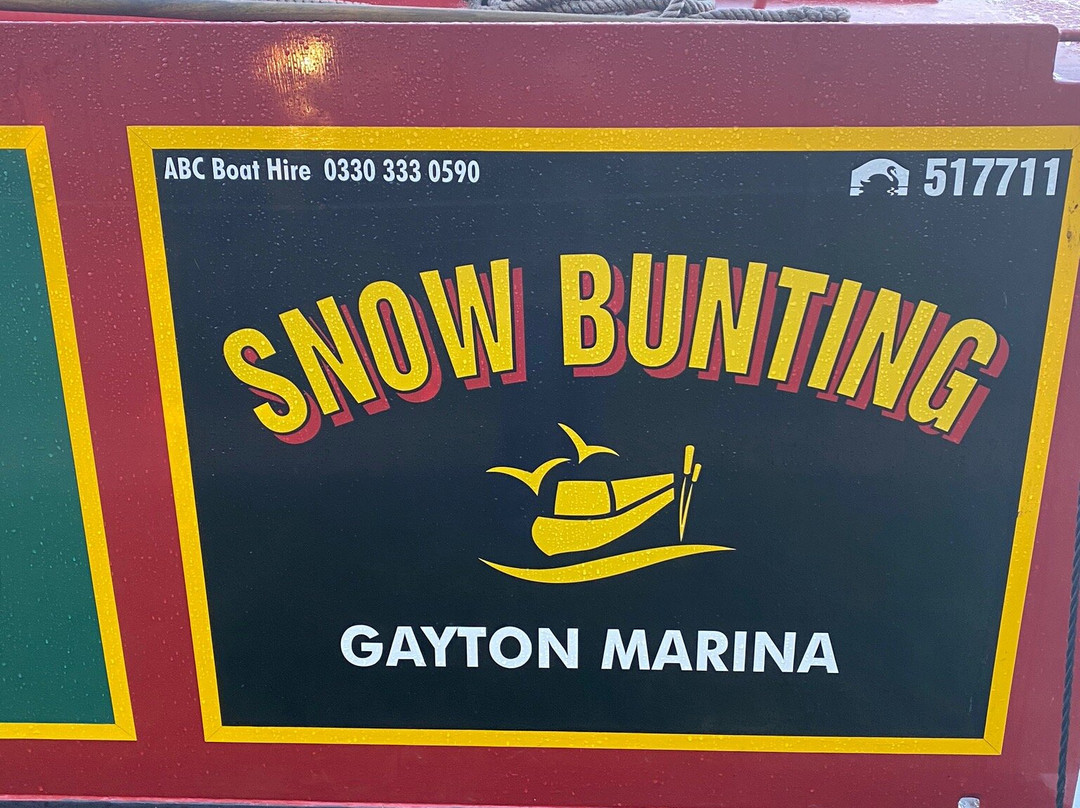 ABC Boat Hire 0330 333 0590
517711
SNOW BUNTING
GAYTON MARINA